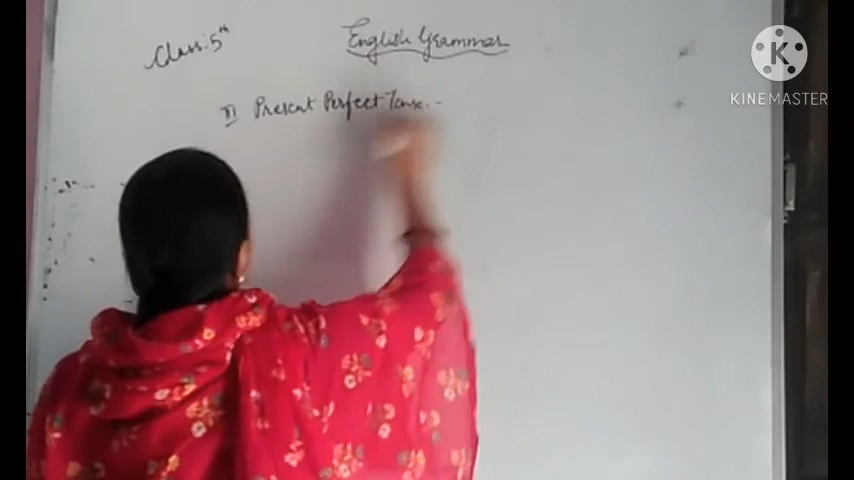 Class: 5th
English Grammar
II) Present Perfect Tense.-
KINEMASTER